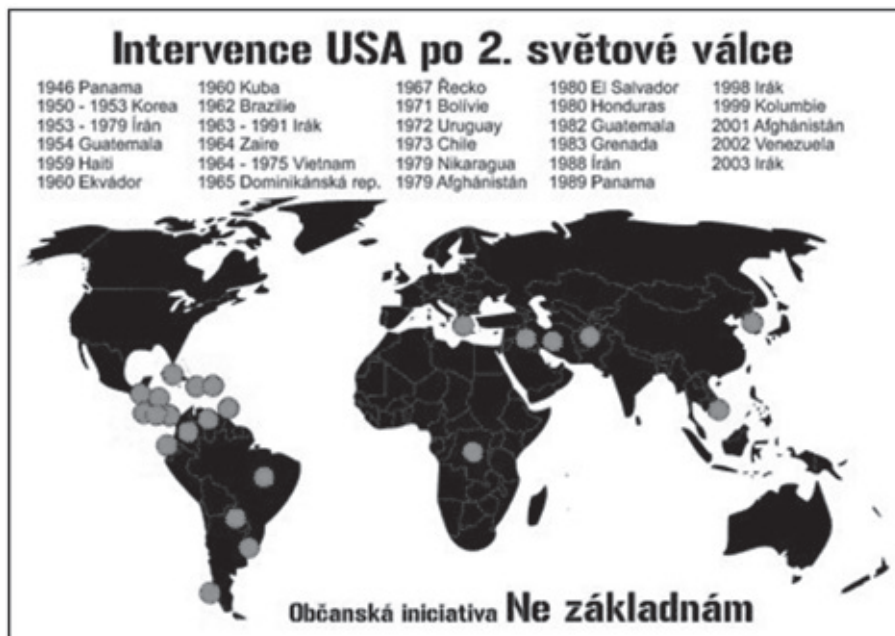 Intervence USA po 2. světové válce
1946 Panama
1950 - 1953 Korea
1953 - 1979 Írán
1954 Guatemala
1959 Haiti
1960 Ekvádor
1960 Kuba
1962 Brazilie
1963 - 1991 Irák
1964 Zaire
1964 - 1975 Vietnam
1965 Dominikánská rep.
1967 Řecko
1971 Bolívie
1972 Uruguay
1973 Chile
1979 Nikaragua
1979 Afghánistán
1980 El Salvador
1980 Honduras
1982 Guatemala
1983 Grenada
1988 Írán
1989 Panama
1998 Irák
1999 Kolumbie
2001 Afghánistán
2002 Venezuela
2003 Irák
Občanská iniciativa Ne základnám